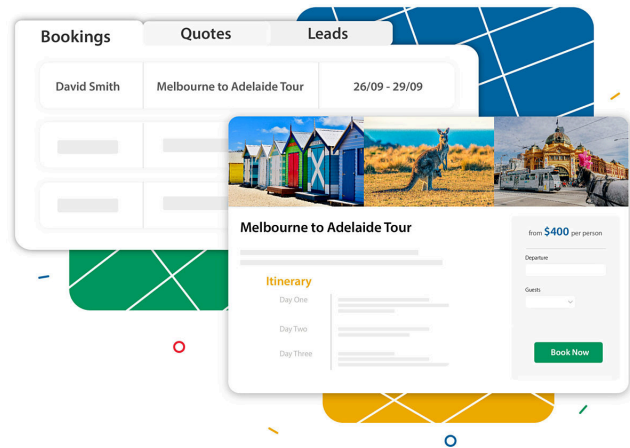 Bookings
Quotes
Leads
David Smith
Melbourne to Adelaide Tour
26/09 - 29/09
Melbourne to Adelaide Tour
from $400 per person
Departure
Guests
Itinerary
Day One
Day Two
Day Three
Book Now